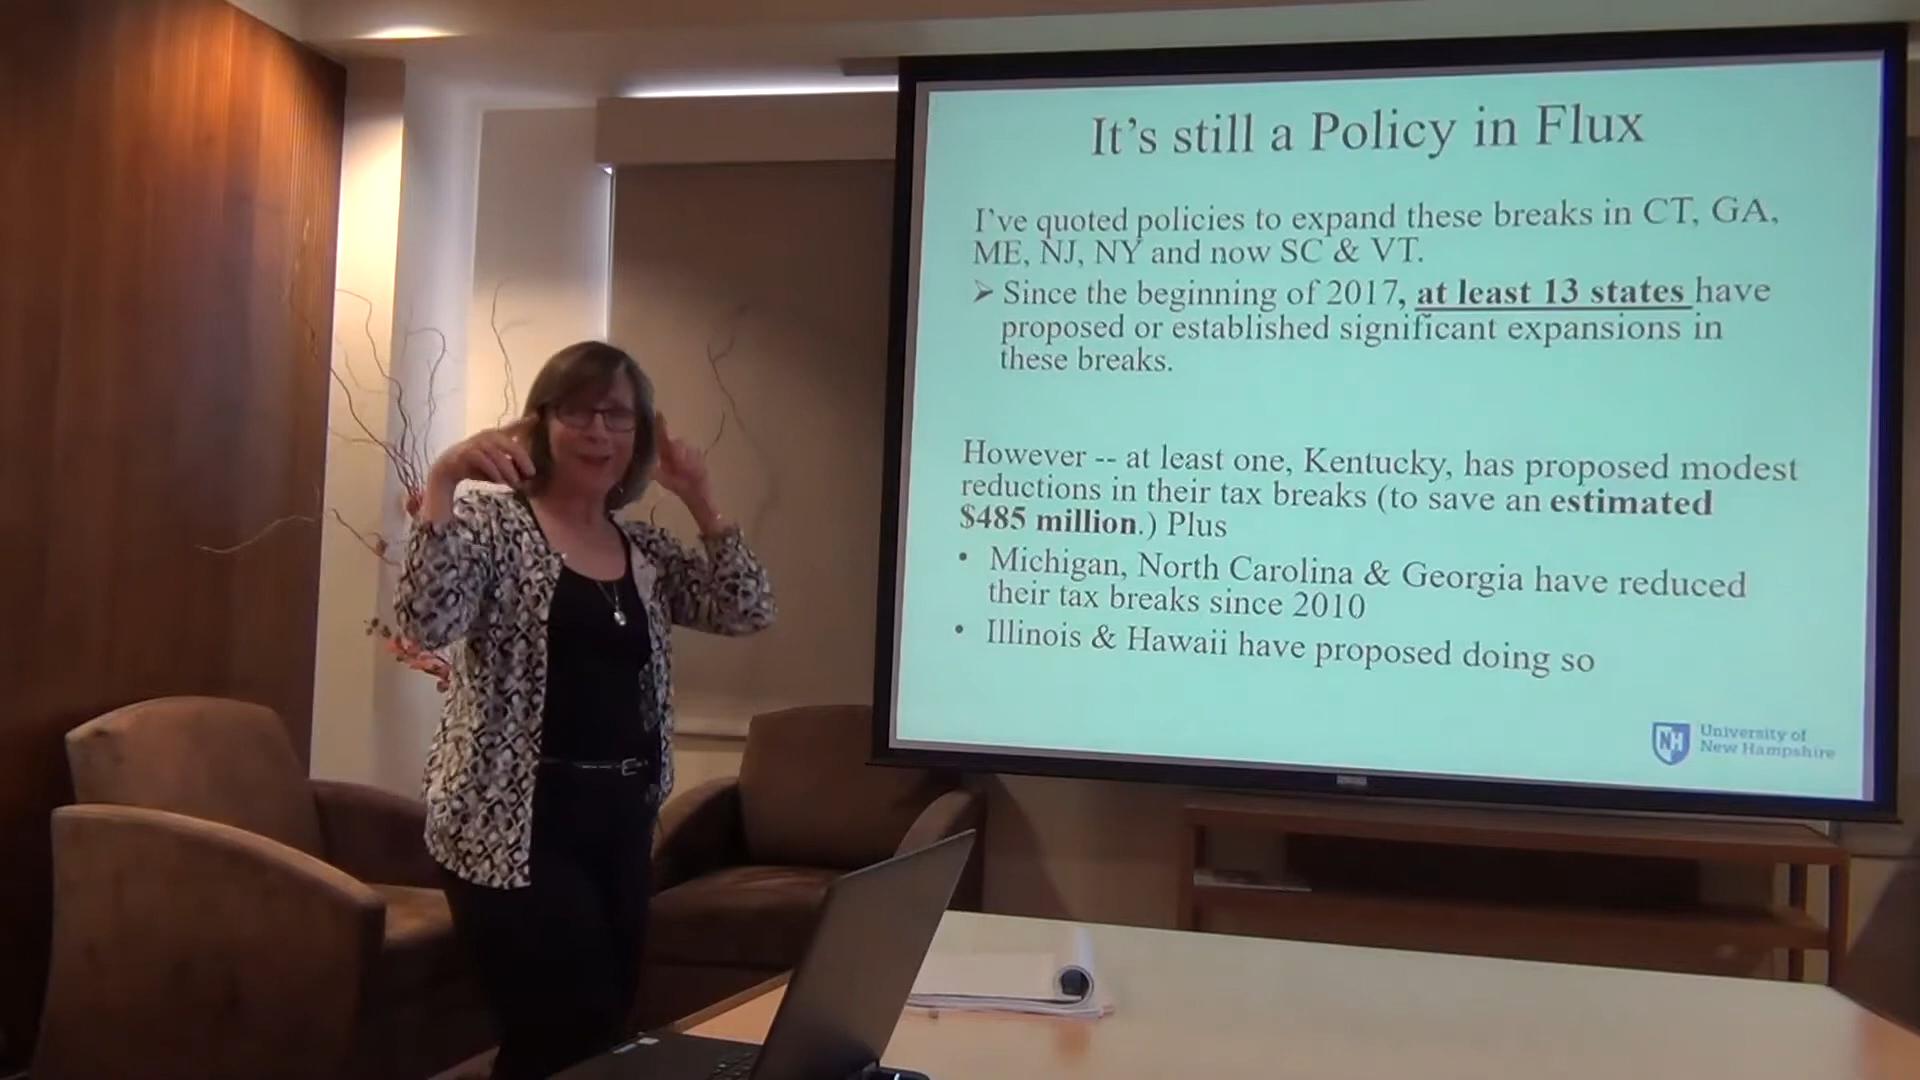 It's still a Policy in Flux
I've quoted policies to expand these breaks in CT, GA,
ME, NJ, NY and now SC & VT.
➢ Since the beginning of 2017, at least 13 states have
proposed or established significant expansions in
these breaks.
However -- at least one, Kentucky, has proposed modest
reductions in their tax breaks (to save an estimated
$485 million.) Plus
• Michigan, North Carolina & Georgia have reduced
their tax breaks since 2010
• Illinois & Hawaii have proposed doing so
NH
University of
New Hampshire